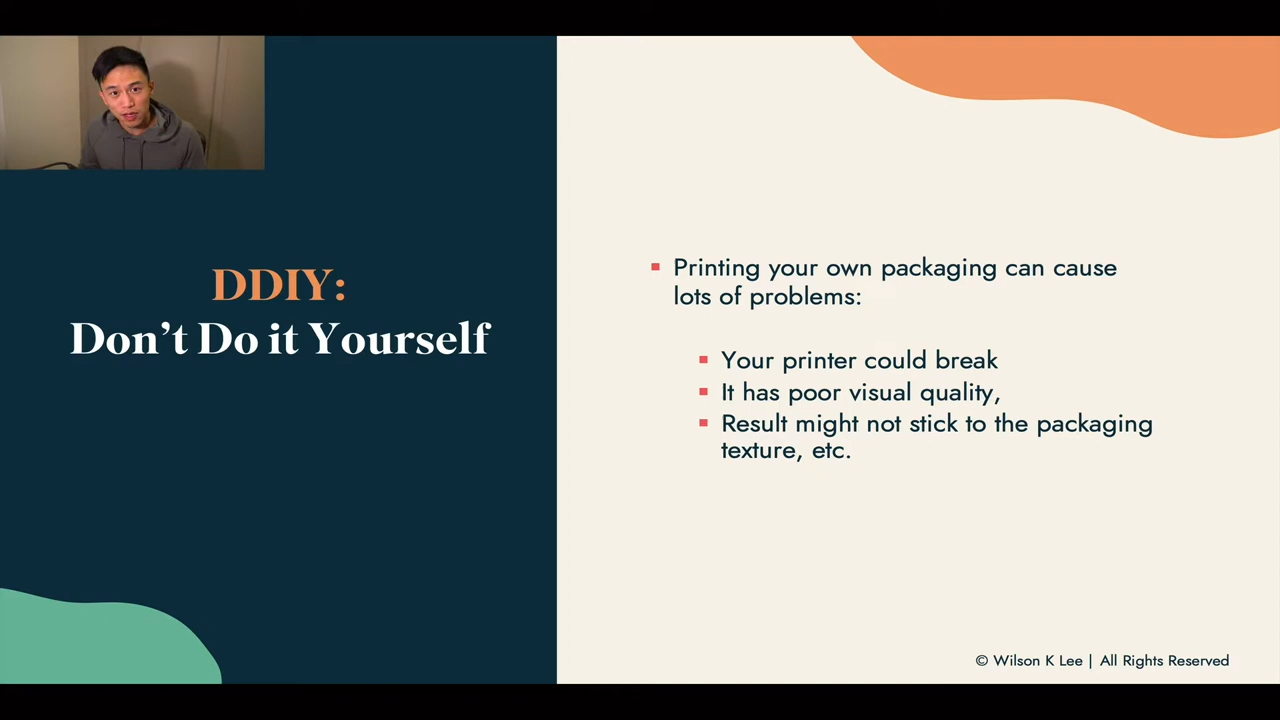 DDIY:
Don’t Do it Yourself
Printing your own packaging can cause
lots of problems:
Your printer could break
It has poor visual quality,
Result might not stick to the packaging
texture, etc.
© Wilson K Lee | All Rights Reserved